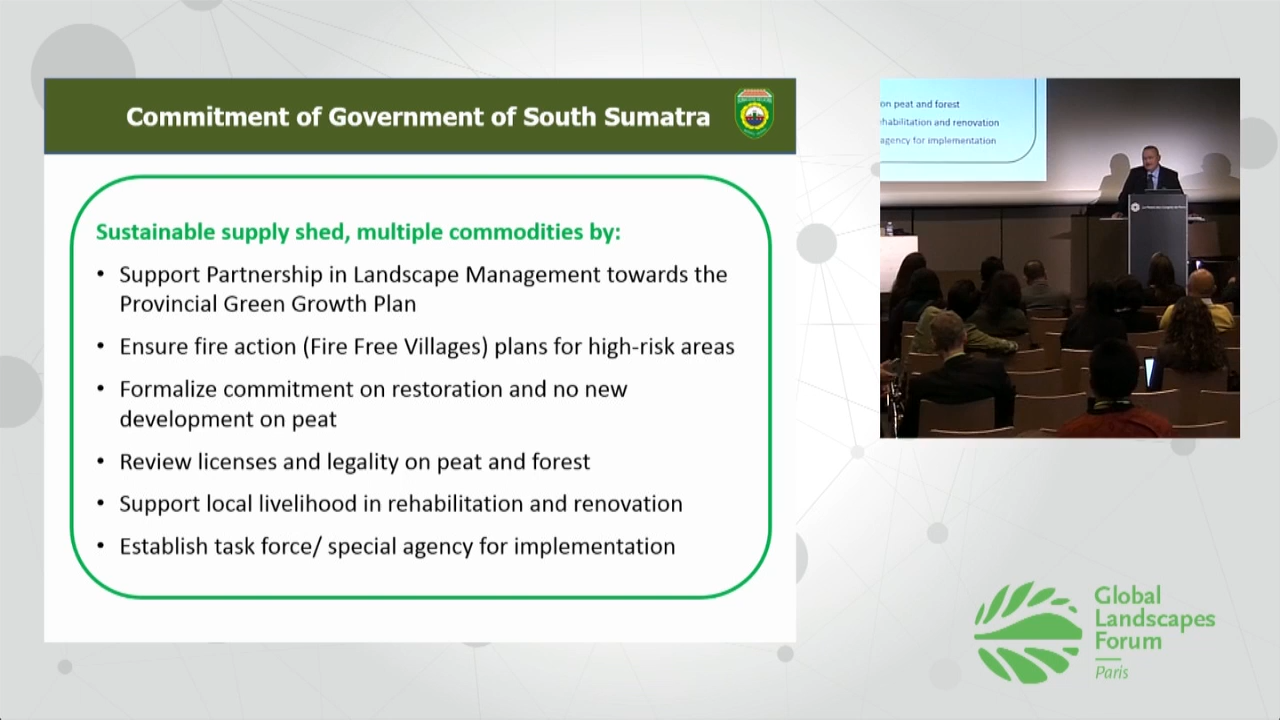 Commitment of Government of South Sumatra
Sustainable supply shed, multiple commodities by:
• Support Partnership in Landscape Management towards the
Provincial Green Growth Plan
• Ensure fire action (Fire Free Villages) plans for high-risk areas
• Formalize commitment on restoration and no new
development on peat
• Review licenses and legality on peat and forest
• Support local livelihood in rehabilitation and renovation
• Establish task force/ special agency for implementation
on peat and forest
habilitation and renovation
agency for implementation
Global
Landscapes
Forum
Paris